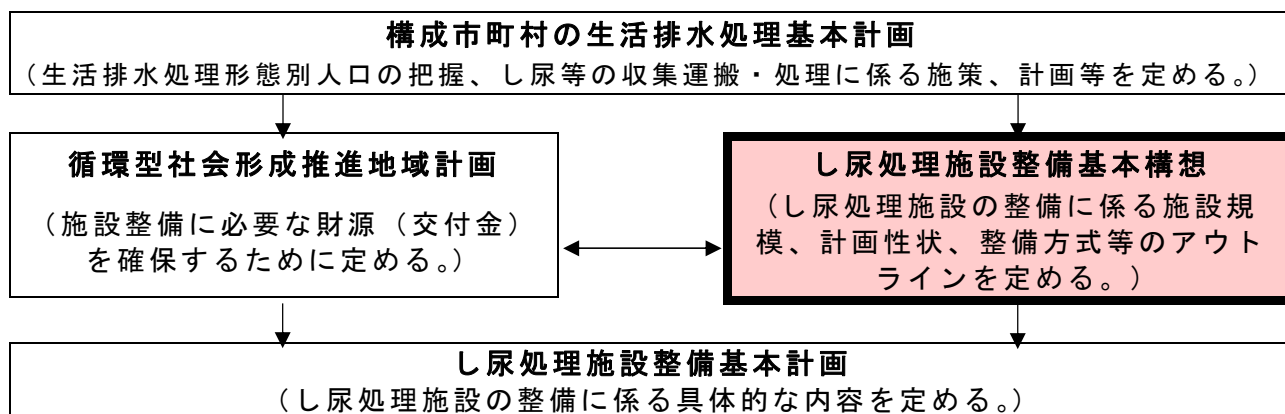 構成市町村の生活排水処理基本計画
（生活排水処理形態別人口の把握、し尿等の収集運搬・処理に係る施策、計画等を定める。）
循環型社会形成推進地域計画
（施設整備に必要な財源（交付金）
を確保するために定める。）
し尿処理施設整備基本構想
（し尿処理施設の整備に係る施設規
模、計画性状、整備方式等のアウト
ラインを定める。）
し尿処理施設整備基本計画
（し尿処理施設の整備に係る具体的な内容を定める。）